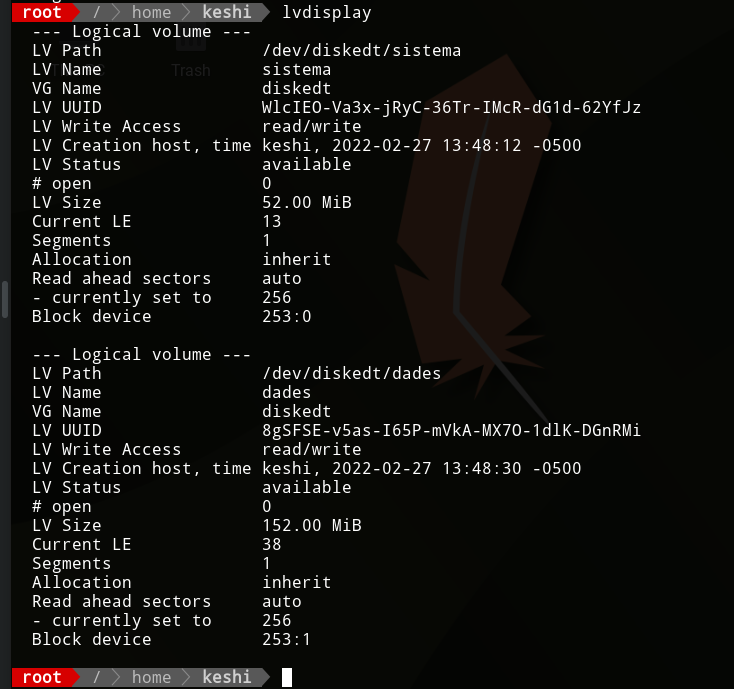 root / home keshi lvdisplay
--- Logical volume ---
LV Path /dev/diskedt/sistema
Trash
LV Name sistema
VG Name diskedt
LV UUID WlcIEO-Va3x-jRyC-36Tr-IMcR-dG1d-62YfJz
LV Write Access read/write
LV Creation host, time keshi, 2022-02-27 13:48:12 -0500
LV Status available
# open 0
LV Size 52.00 MiB
Current LE 13
Segments 1
Allocation inherit
Read ahead sectors auto
- currently set to 256
Block device 253:0
--- Logical volume ---
LV Path /dev/diskedt/dades
LV Name dades
VG Name diskedt
LV UUID 8gSFSE-v5as-I65P-mVkA-MX7O-1dlK-DGnRMi
LV Write Access read/write
LV Creation host, time keshi, 2022-02-27 13:48:30 -0500
LV Status available
# open 0
LV Size 152.00 MiB
Current LE 38
Segments 1
Allocation inherit
Read ahead sectors auto
- currently set to 256
Block device 253:1
root / home keshi